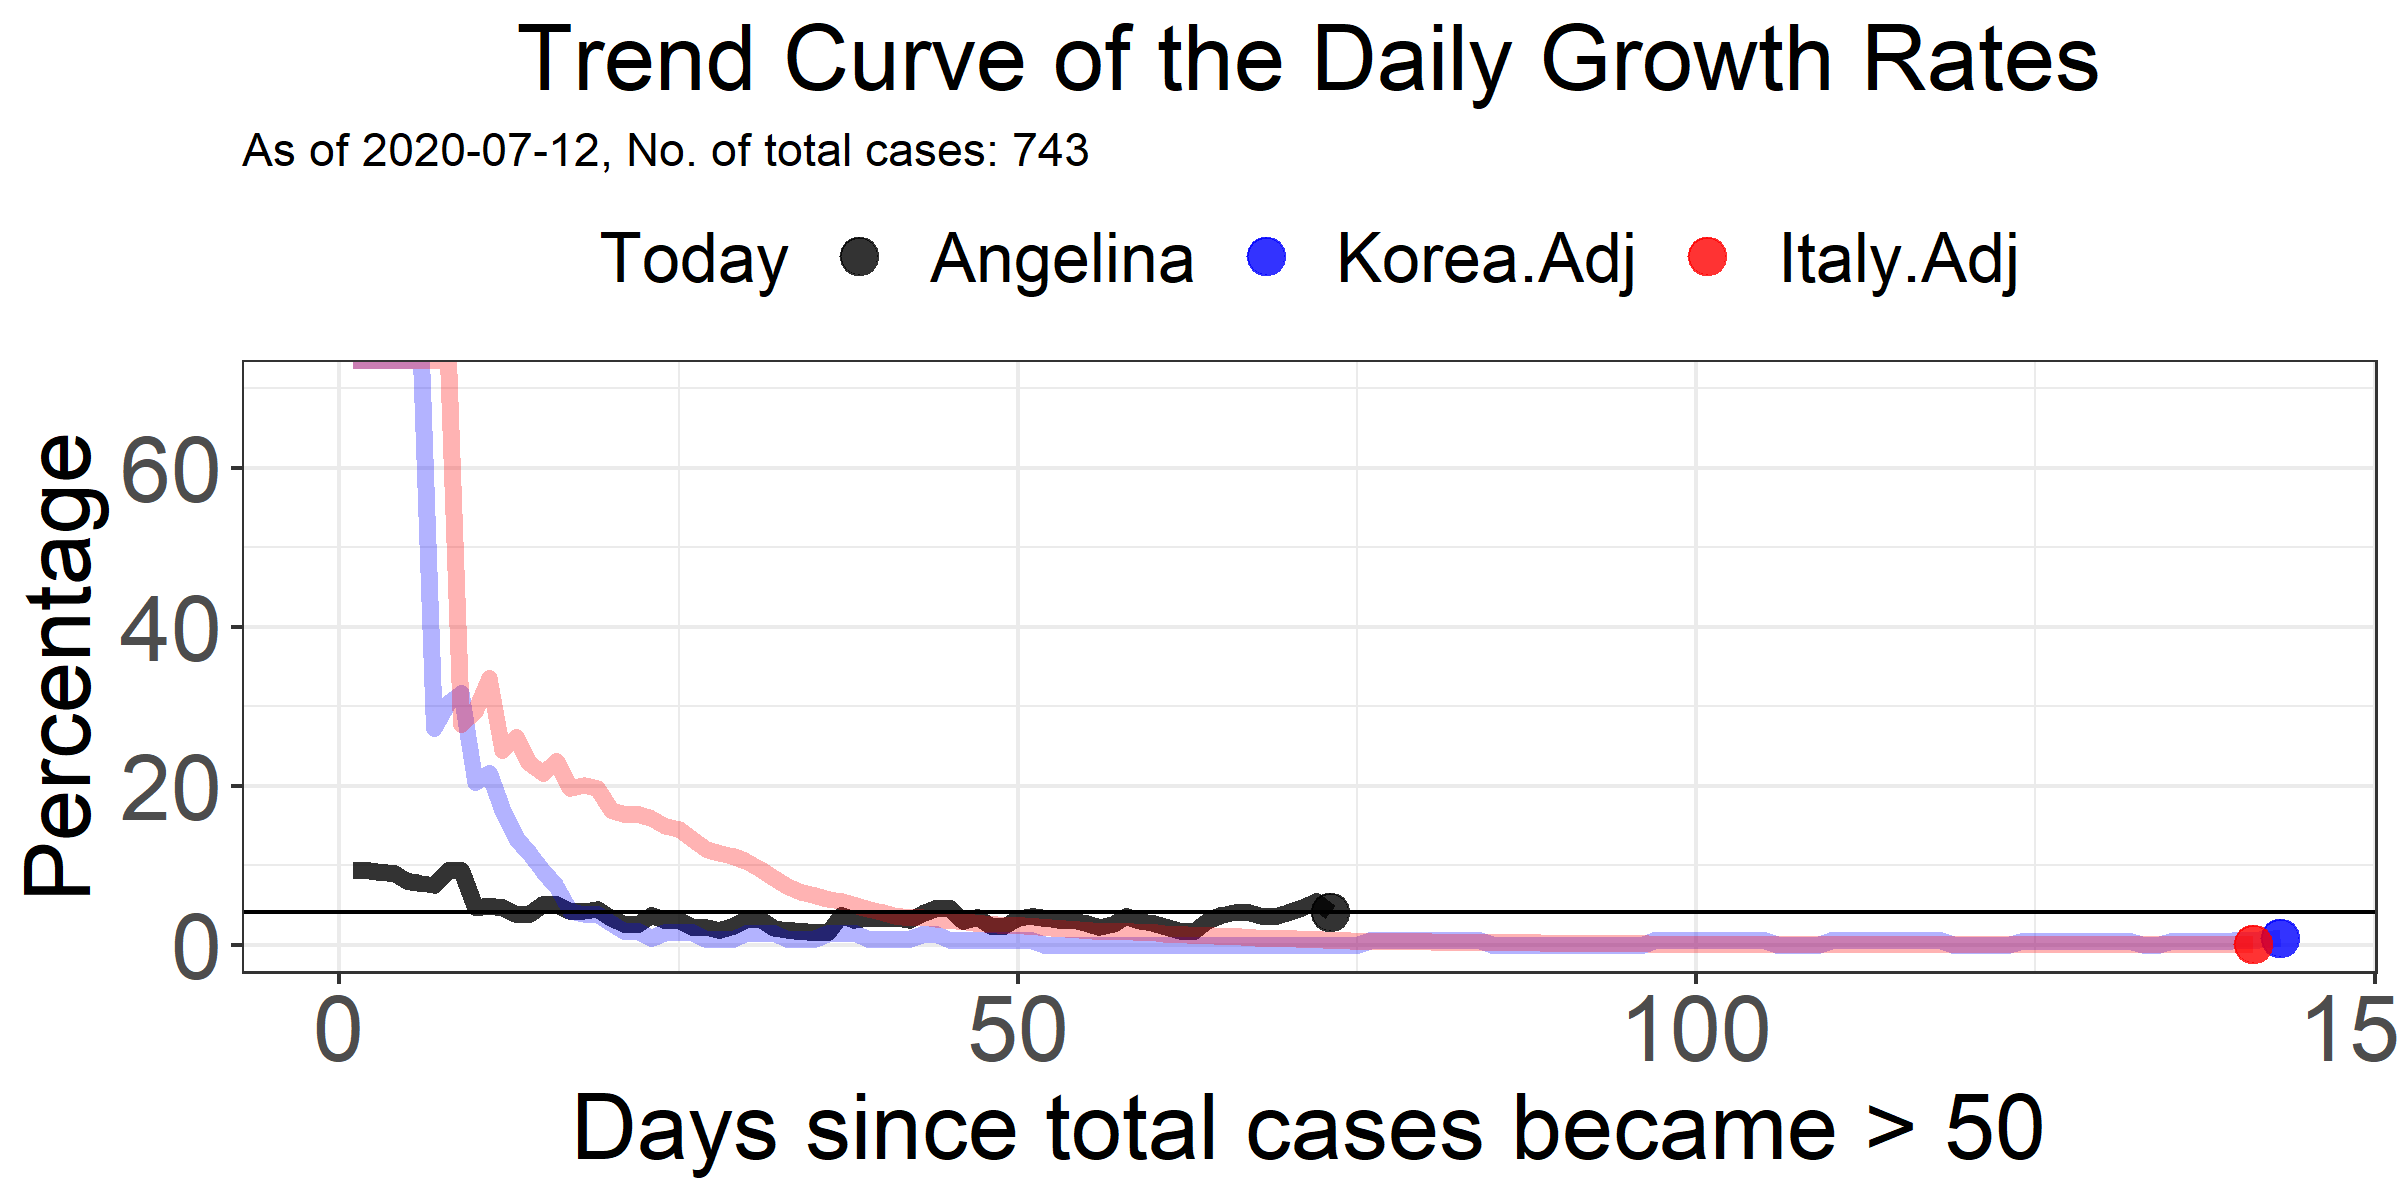 Trend Curve of the Daily Growth Rates
As of 2020-07-12, No. of total cases: 743
Today Angelina Korea.Adj Italy.Adj
Percentage
60
40
20
0
0 50 100 15
Days since total cases became > 50